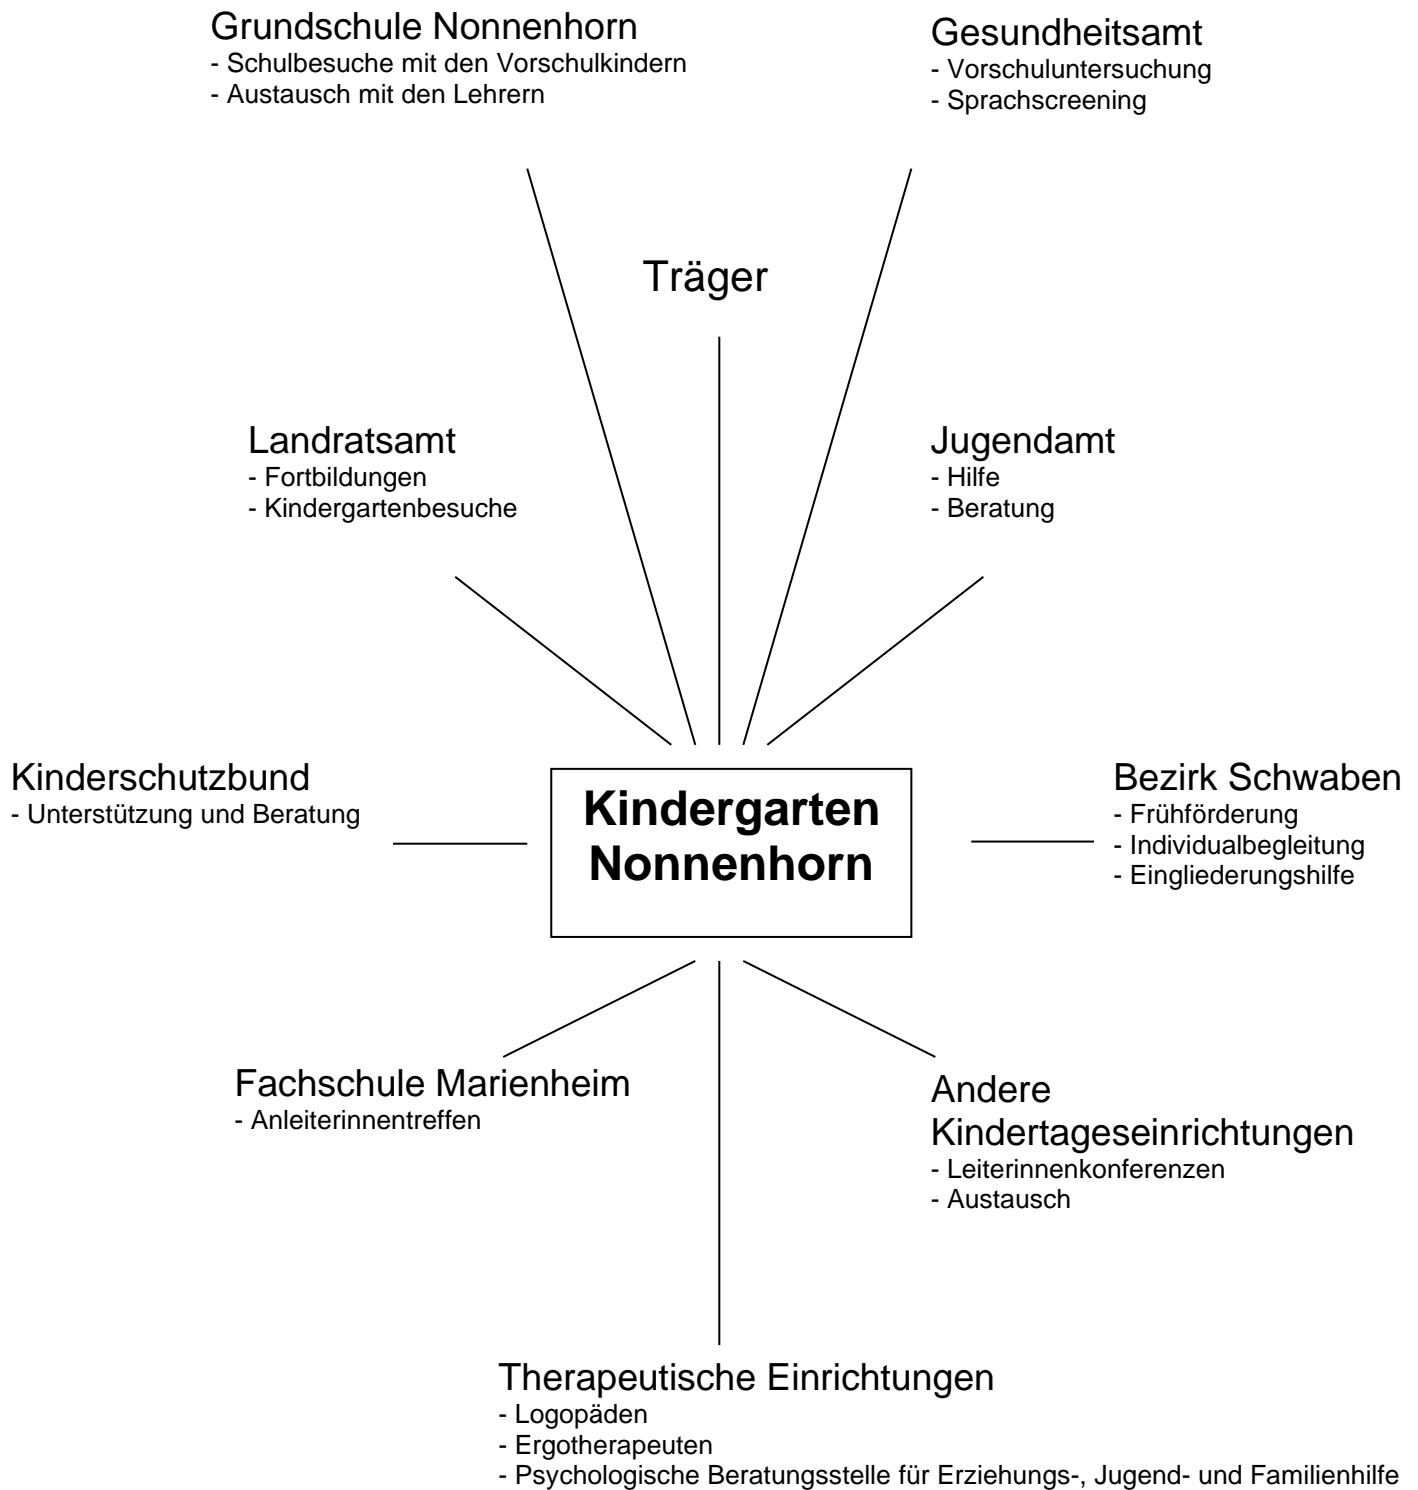 Grundschule Nonnenhorn
- Schulbesuche mit den Vorschulkindern
- Austausch mit den Lehrern
Gesundheitsamt
- Vorschuluntersuchung
- Sprachscreening
Träger
Landratsamt
- Fortbildungen
- Kindergartenbesuche
Jugendamt
- Hilfe
- Beratung
Kinderschutzbund
- Unterstützung und Beratung
Kindergarten
Nonnenhorn
Bezirk Schwaben
- Frühförderung
- Individualbegleitung
- Eingliederungshilfe
Fachschule Marienheim
- Anleiterinnentreffen
Andere
Kindertageseinrichtungen
- Leiterinnenkonferenzen
- Austausch
Therapeutische Einrichtungen
- Logopäden
- Ergotherapeuten
- Psychologische Beratungsstelle für Erziehungs-, Jugend- und Familienhilfe